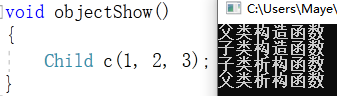 void objectShow()
{
Child c(1, 2, 3);
}
C:\Users\Maye\
父类构造函数
子类构造函数
子类析构函数
父类析构函数